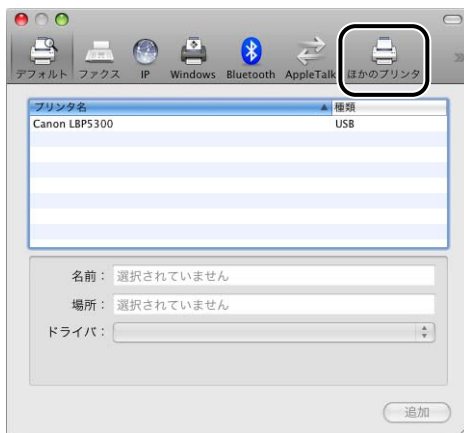 デフォルト ファクス IP Windows Bluetooth AppleTalk ほかのプリンタ
プリンタ名 種類
Canon LBP5300 USB
名前： 選択されていません
場所： 選択されていません
ドライバ：
追加